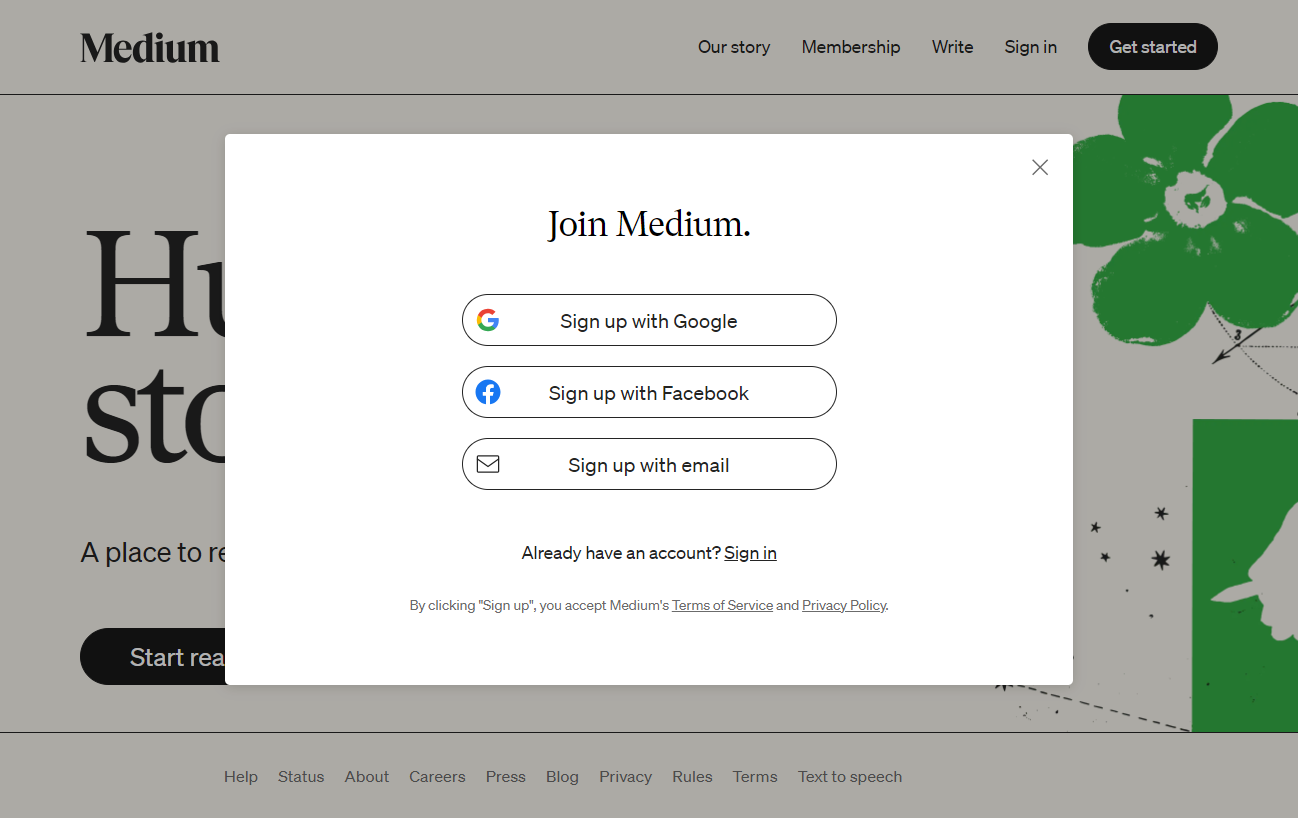 Medium
Our story Membership Write Sign in Get started
Join Medium.
Sign up with Google
Sign up with Facebook
Sign up with email
Already have an account? Sign in
By clicking "Sign up", you accept Medium's Terms of Service and Privacy Policy.
Hu
sto
A place to re
Start rea
Help Status About Careers Press Blog Privacy Rules Terms Text to speech